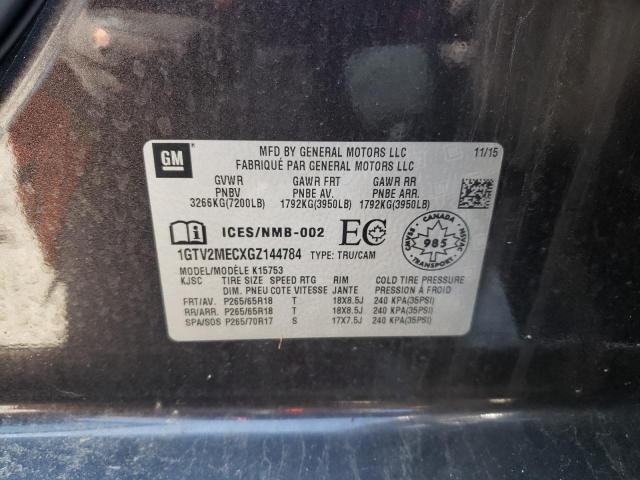 GM
MFD BY GENERAL MOTORS LLC
FABRIQUÉ PAR GENERAL MOTORS LLC
11/15
GVWR GAWR FRT GAWR RR
PNBV PNBE AV. PNBE ARR.
3266KG(7200LB) 1792KG(3950LB) 1792KG(3950LB)
ICES/NMB-002 EC
CANADA
985
TRANSPORT
CMVSS
NSVAC
1GTV2MECXGZ144784 TYPE: TRU/CAM
MODEL/MODÈLE K15753
KJSC TIRE SIZE SPEED RTG RIM COLD TIRE PRESSURE
DIM. PNEU COTE VITESSE JANTE PRESSION À FROID
FRT/AV. P265/65R18 T 18X8.5J 240 KPA(35PSI)
RR/ARR. P265/65R18 T 18X8.5J 240 KPA(35PSI)
SPA/SDS P265/70R17 S 17X7.5J 240 KPA(35PSI)